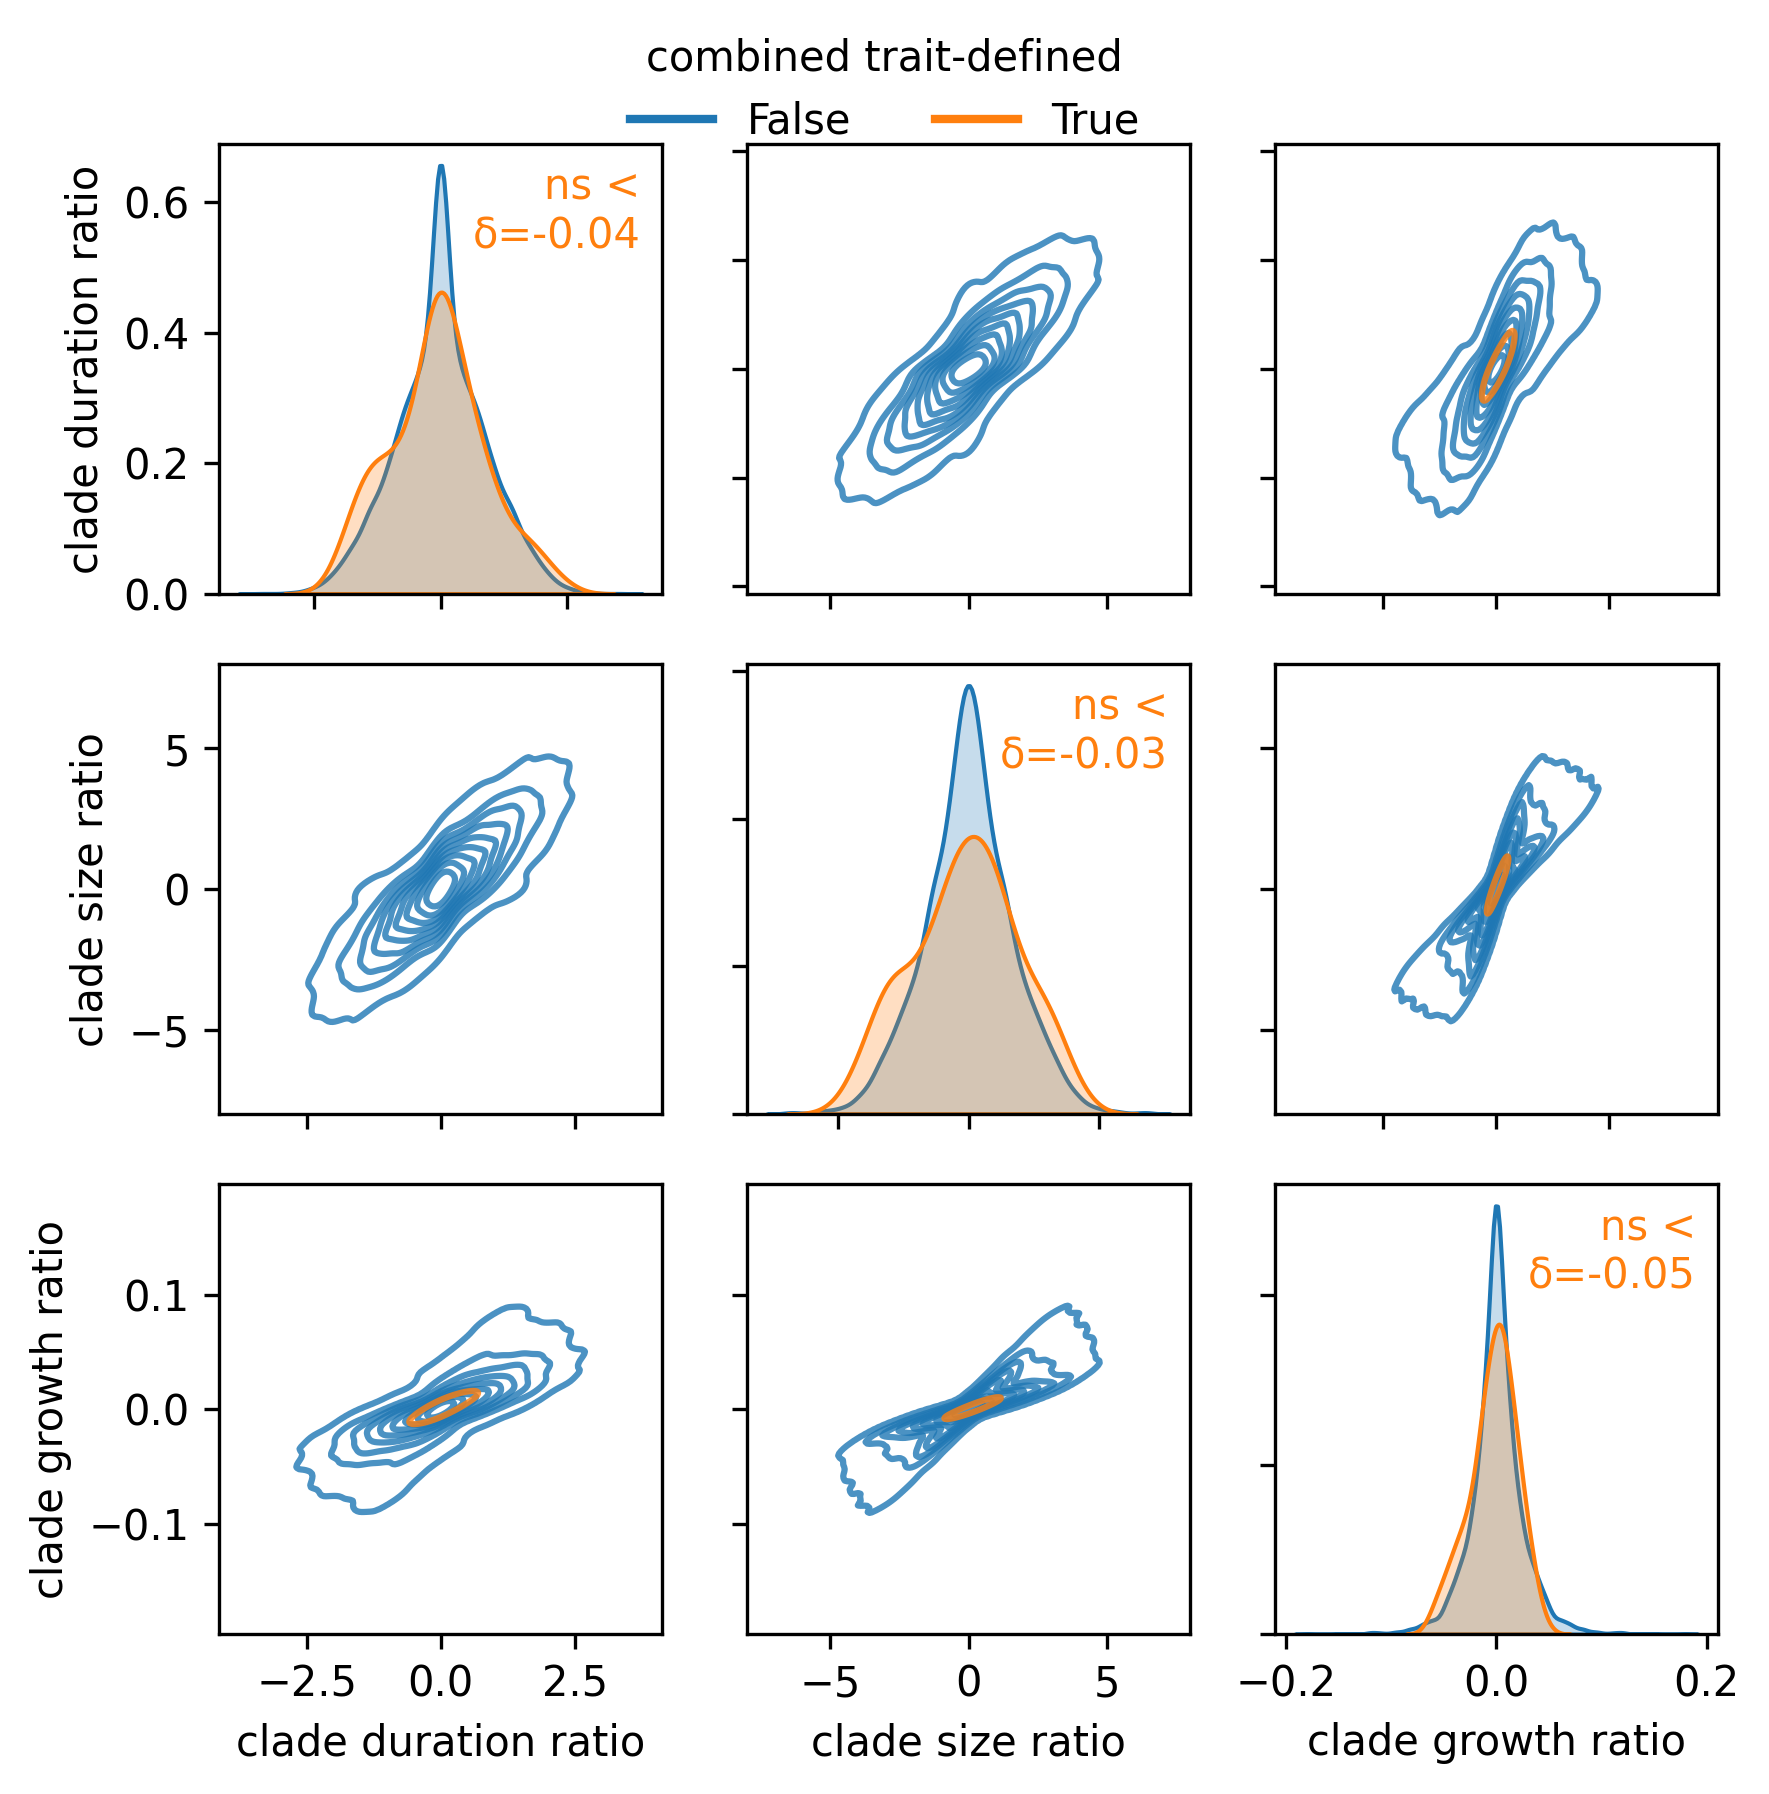 combined trait-defined
False True
clade duration ratio
0.6
0.4
0.2
0.0
ns <
δ=-0.04
clade size ratio
5
0
−5
ns <
δ=-0.03
clade growth ratio
0.1
0.0
−0.1
ns <
δ=-0.05
−2.5 0.0 2.5
−5 0 5
−0.2 0.0 0.2
clade duration ratio
clade size ratio
clade growth ratio